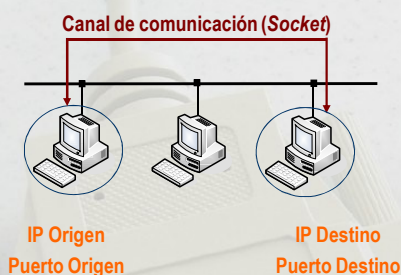 Canal de comunicación (Socket)
IP Origen
Puerto Origen
IP Destino
Puerto Destino